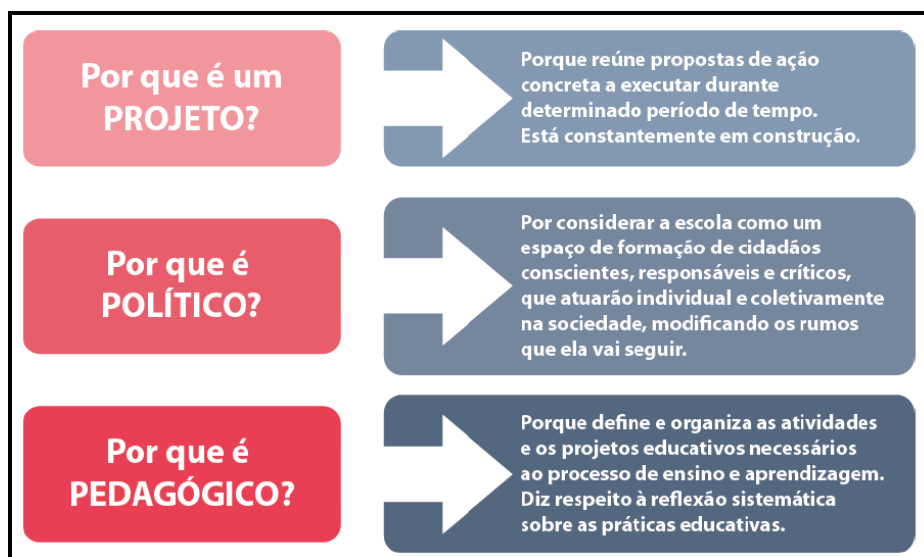 Por que é um
PROJETO?
Porque reúne propostas de ação
concreta a executar durante
determinado período de tempo.
Está constantemente em construção.
Por que é
POLÍTICO?
Por considerar a escola como um
espaço de formação de cidadãos
conscientes, responsáveis e críticos,
que atuarão individual e coletivamente
na sociedade, modificando os rumos
que ela vai seguir.
Por que é
PEDAGÓGICO?
Porque define e organiza as atividades
e os projetos educativos necessários
ao processo de ensino e aprendizagem.
Diz respeito à reflexão sistemática
sobre as práticas educativas.